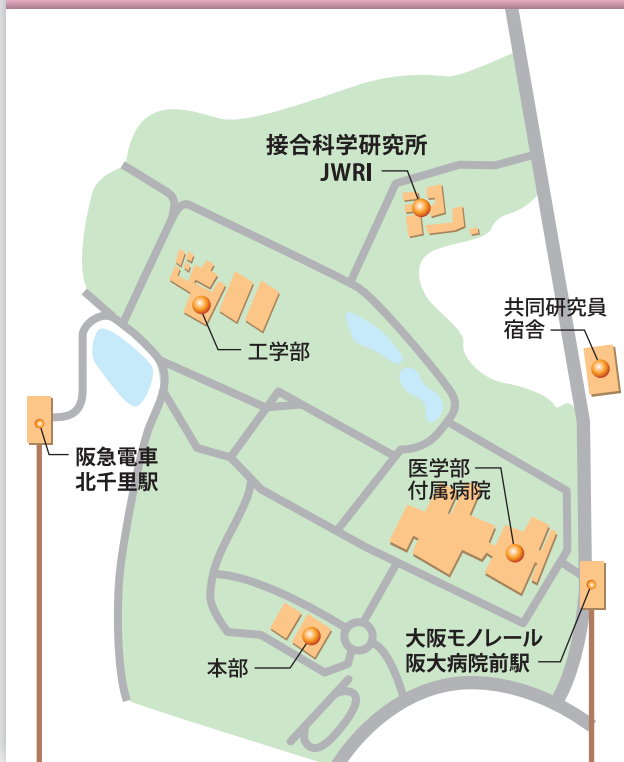 接合科学研究所
JWRI
共同研究員
宿舎
工学部
阪急電車
北千里駅
医学部
付属病院
大阪モノレール
阪大病院前駅
本部